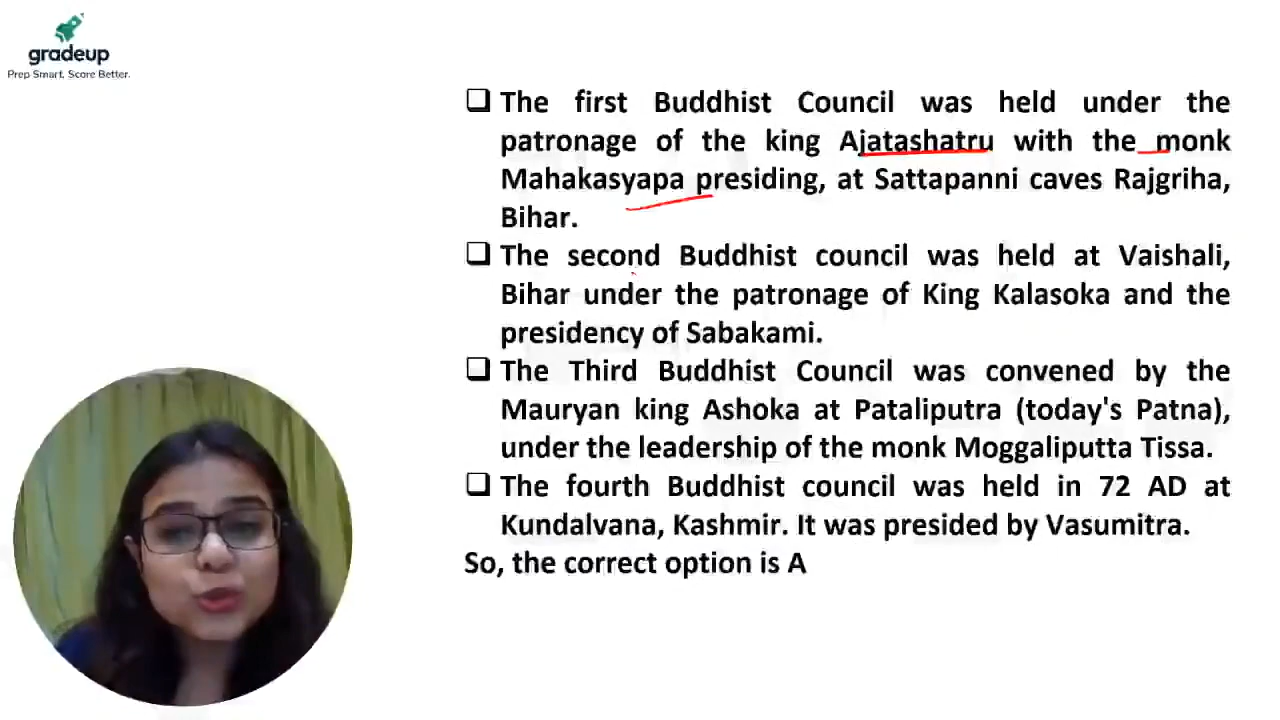 gradeup
Prep Smart. Score Better.
❑ The first Buddhist Council was held under the
patronage of the king Ajatashatru with the monk
Mahakasyapa presiding, at Sattapanni caves Rajgriha,
Bihar.
❑ The second Buddhist council was held at Vaishali,
Bihar under the patronage of King Kalasoka and the
presidency of Sabakami.
❑ The Third Buddhist Council was convened by the
Mauryan king Ashoka at Pataliputra (today's Patna),
under the leadership of the monk Moggaliputta Tissa.
❑ The fourth Buddhist council was held in 72 AD at
Kundalvana, Kashmir. It was presided by Vasumitra.
So, the correct option is A